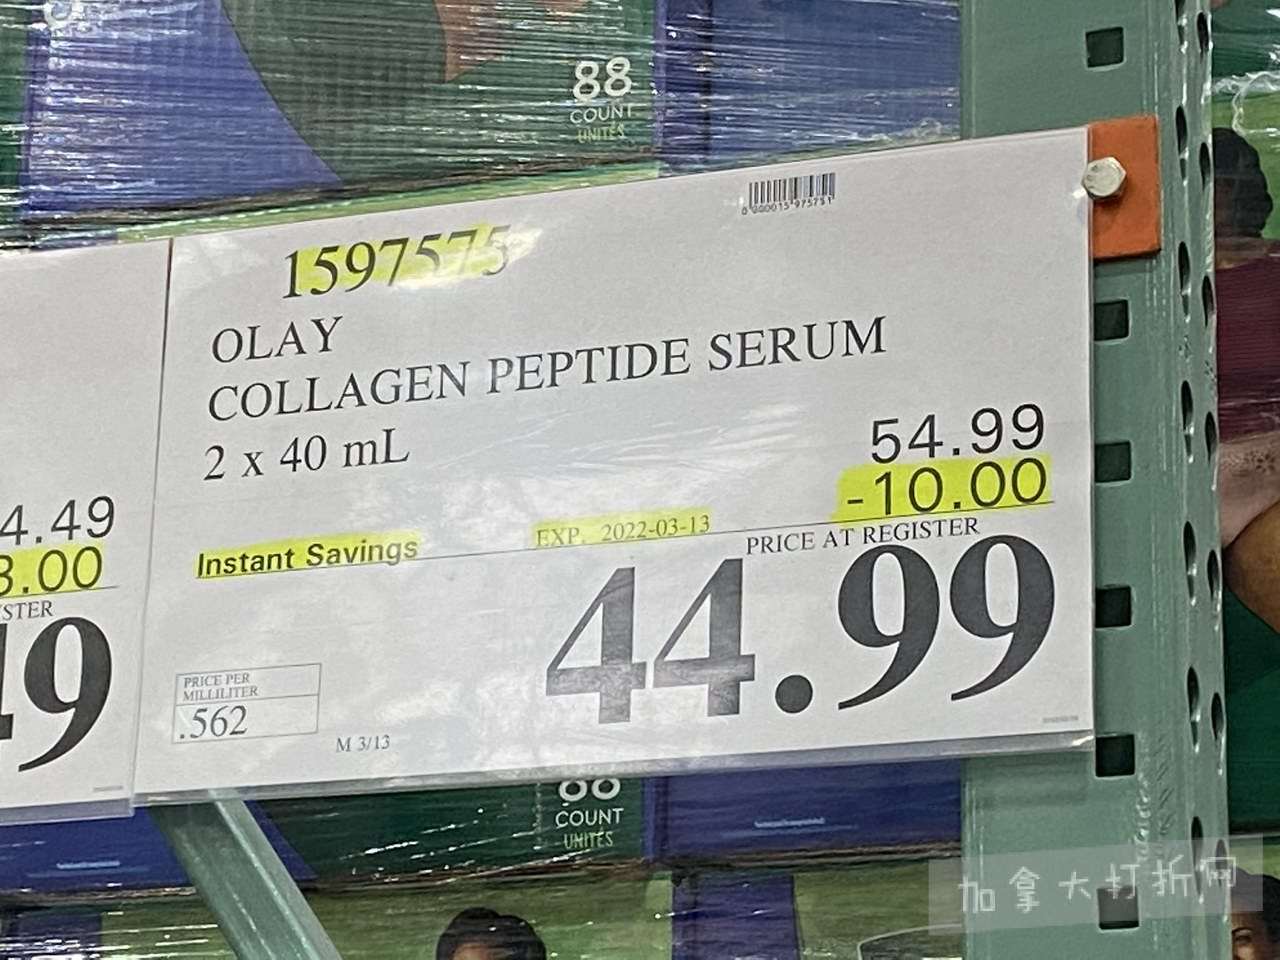 88
COUNT
UNITÉS
1597575
OLAY
COLLAGEN PEPTIDE SERUM
2 x 40 mL
54.99
-10.00
Instant Savings
EXP. 2022-03-13
PRICE AT REGISTER
44.99
PRICE PER
MILLILITER
.562
M 3/13
4.49
3.00
STER
49
88
COUNT
UNITÉS
加拿大打折网